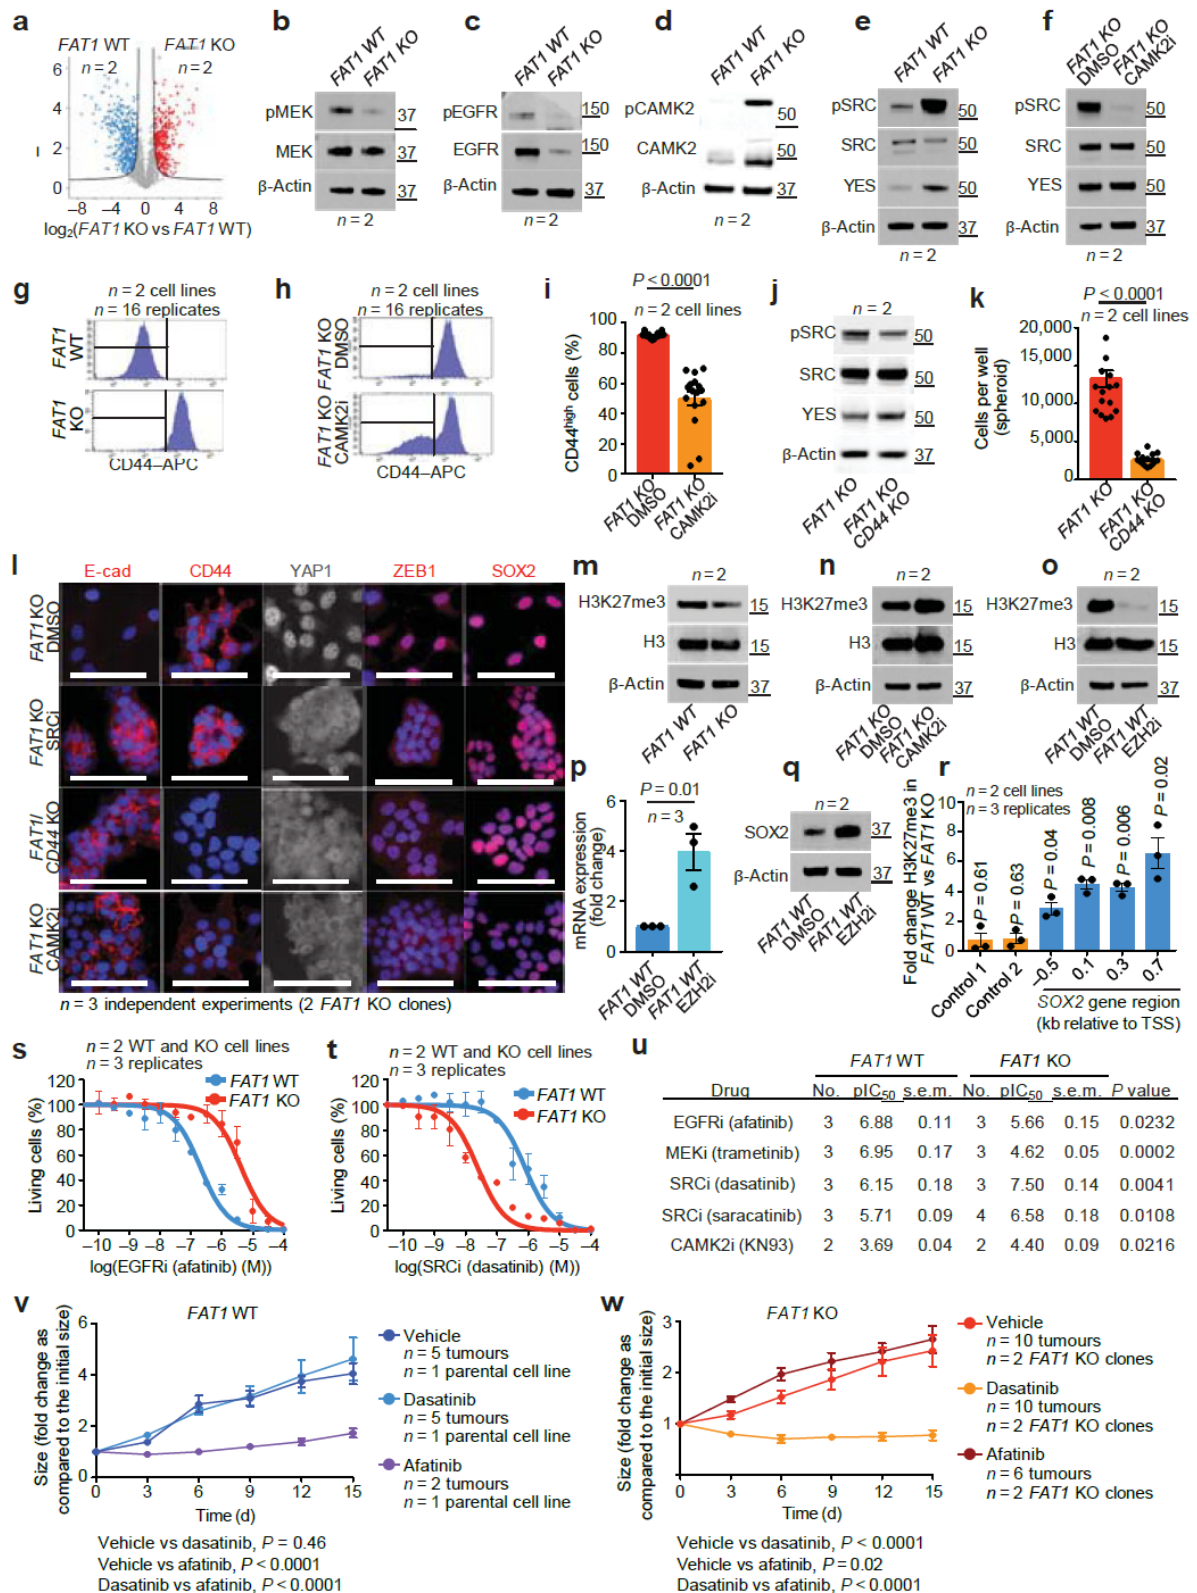 a
FAT1 WT
FAT1 KO
n = 2
n = 2
6
4
2
0
−8
−4
0
4
8
log2(FAT1 KO vs FAT1 WT)
b
FAT1 WT
FAT1 KO
pMEK
37
MEK
37
β-Actin
37
n = 2
c
FAT1 WT
FAT1 KO
pEGFR
150
EGFR
150
β-Actin
37
n = 2
d
FAT1 WT
FAT1 KO
pCAMK2
50
CAMK2
50
β-Actin
37
n = 2
e
FAT1 WT
FAT1 KO
pSRC
50
SRC
50
YES
50
β-Actin
37
n = 2
f
FAT1 KO
DMSO
FAT1 KO
CAMK2i
pSRC
50
SRC
50
YES
50
β-Actin
37
n = 2
g
n = 2 cell lines
n = 16 replicates
FAT1
WT
FAT1
KO
CD44–APC
h
n = 2 cell lines
n = 16 replicates
FAT1 KO
DMSO
FAT1 KO
CAMK2i
CD44–APC
i
P < 0.0001
n = 2 cell lines
100
80
60
40
20
0
CD44high cells (%)
FAT1 KO
DMSO
FAT1 KO
CAMK2i
j
n = 2
pSRC
50
SRC
50
YES
50
β-Actin
37
FAT1 KO
FAT1 KO
CD44 KO
k
P < 0.0001
n = 2 cell lines
20,000
15,000
10,000
5,000
0
Cells per well
(spheroid)
FAT1 KO
FAT1 KO
CD44 KO
l
E-cad
CD44
YAP1
ZEB1
SOX2
FAT1 KO
DMSO
FAT1 KO
SRCi
FAT1/
CD44 KO
FAT1 KO
CAMK2i
n = 3 independent experiments (2 FAT1 KO clones)
m
n = 2
H3K27me3
15
H3
15
β-Actin
37
FAT1 WT
FAT1 KO
n
n = 2
H3K27me3
15
H3
15
β-Actin
37
FAT1 KO
DMSO
FAT1 KO
CAMK2i
o
n = 2
H3K27me3
15
H3
15
β-Actin
37
FAT1 WT
DMSO
FAT1 WT
EZH2i
p
P = 0.01
n = 3
6
4
2
0
mRNA expression
(fold change)
FAT1 WT
DMSO
FAT1 WT
EZH2i
q
n = 2
SOX2
37
β-Actin
37
FAT1 WT
DMSO
FAT1 WT
EZH2i
r
n = 2 cell lines
n = 3 replicates
10
8
6
4
2
0
Fold change H3K27me3 in
FAT1 WT vs FAT1 KO
P = 0.61
P = 0.63
P = 0.04
P = 0.008
P = 0.006
P = 0.02
Control 1
Control 2
−0.5
0.1
0.3
0.7
SOX2 gene region
(kb relative to TSS)
s
n = 2 WT and KO cell lines
n = 3 replicates
FAT1 WT
FAT1 KO
120
100
80
60
40
20
0
Living cells (%)
−10 −9 −8 −7 −6 −5 −4
log(EGFRi (afatinib) (M))
t
n = 2 WT and KO cell lines
n = 3 replicates
FAT1 WT
FAT1 KO
120
100
80
60
40
20
0
Living cells (%)
−10 −9 −8 −7 −6 −5 −4
log(SRCi (dasatinib) (M))
u
FAT1 WT FAT1 KO
Drug No. pIC50 s.e.m. No. pIC50 s.e.m. P value
EGFRi (afatinib) 3 6.88 0.11 3 5.66 0.15 0.0232
MEKi (trametinib) 3 6.95 0.17 3 4.62 0.05 0.0002
SRCi (dasatinib) 3 6.15 0.18 3 7.50 0.14 0.0041
SRCi (saracatinib) 3 5.71 0.09 4 6.58 0.18 0.0108
CAMK2i (KN93) 2 3.69 0.04 2 4.40 0.09 0.0216
v
FAT1 WT
6
4
2
0
Size (fold change as
compared to the initial size)
0 3 6 9 12 15
Time (d)
Vehicle
n = 5 tumours
n = 1 parental cell line
Dasatinib
n = 5 tumours
n = 1 parental cell line
Afatinib
n = 2 tumours
n = 1 parental cell line
Vehicle vs dasatinib, P = 0.46
Vehicle vs afatinib, P < 0.0001
Dasatinib vs afatinib, P < 0.0001
w
FAT1 KO
3
2
1
0
Size (fold change as
compared to the initial size)
0 3 6 9 12 15
Time (d)
Vehicle
n = 10 tumours
n = 2 FAT1 KO clones
Dasatinib
n = 10 tumours
n = 2 FAT1 KO clones
Afatinib
n = 6 tumours
n = 2 FAT1 KO clones
Vehicle vs dasatinib, P < 0.0001
Vehicle vs afatinib, P = 0.02
Dasatinib vs afatinib, P < 0.0001